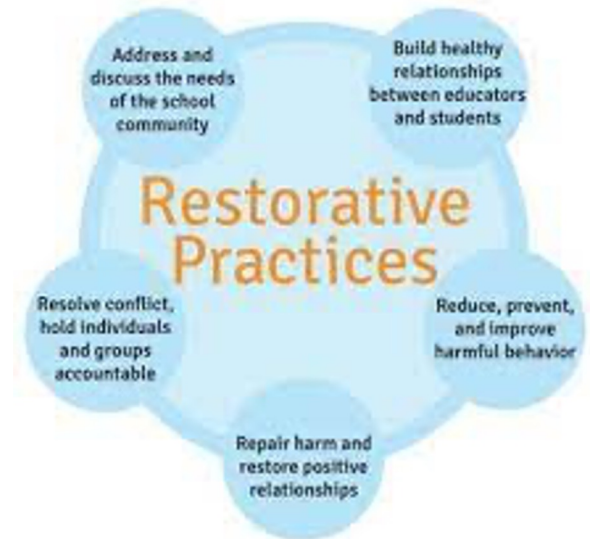 Address and
discuss the needs
of the school
community
Build healthy
relationships
between educators
and students
Restorative
Practices
Resolve conflict,
hold individuals
and groups
accountable
Reduce, prevent,
and improve
harmful behavior
Repair harm and
restore positive
relationships